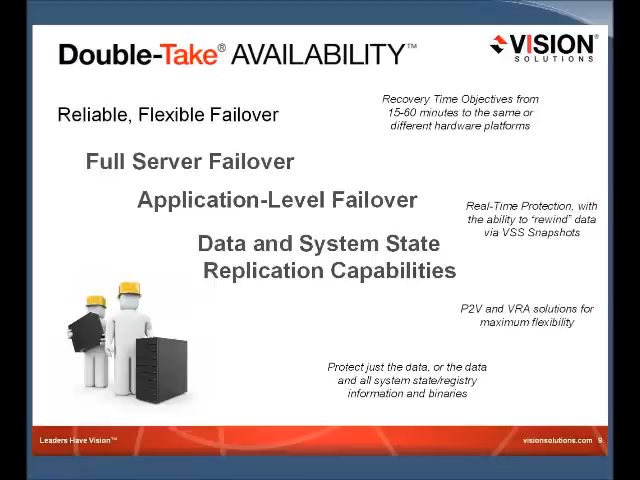 Double-Take® AVAILABILITY™
VISION®
SOLUTIONS
Reliable, Flexible Failover
Recovery Time Objectives from
15-60 minutes to the same or
different hardware platforms
Full Server Failover
Application-Level Failover
Real-Time Protection, with
the ability to “rewind” data
via VSS Snapshots
Data and System State
Replication Capabilities
P2V and VRA solutions for
maximum flexibility
Protect just the data, or the data
and all system state/registry
information and binaries
Leaders Have Vision™
visionsolutions.com 9